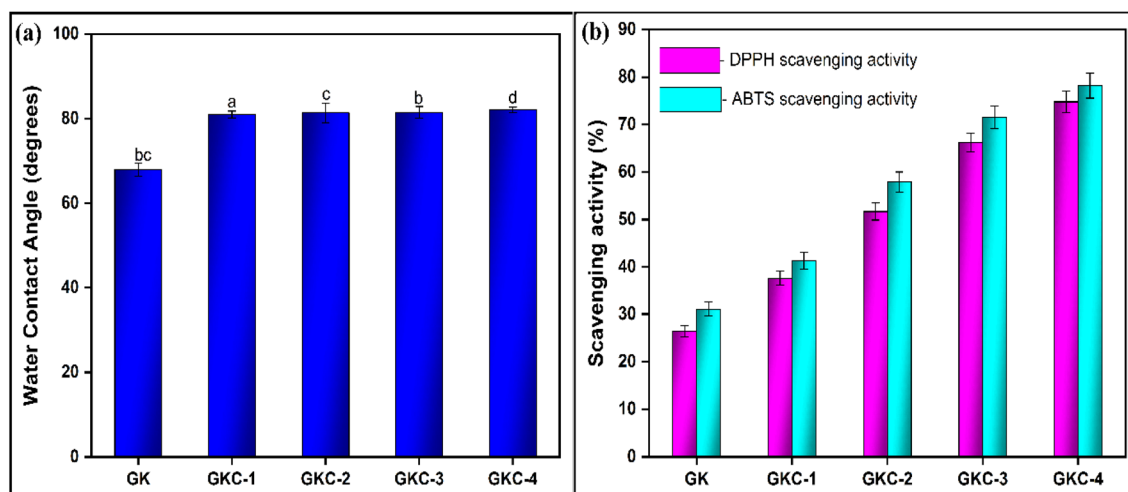 (a)
Water Contact Angle (degrees)
100
80
60
40
20
0
bc
a
c
b
d
GK
GKC-1
GKC-2
GKC-3
GKC-4
(b)
Scavenging activity (%)
90
80
70
60
50
40
30
20
10
0
DPPH scavenging activity
ABTS scavenging activity
GK
GKC-1
GKC-2
GKC-3
GKC-4